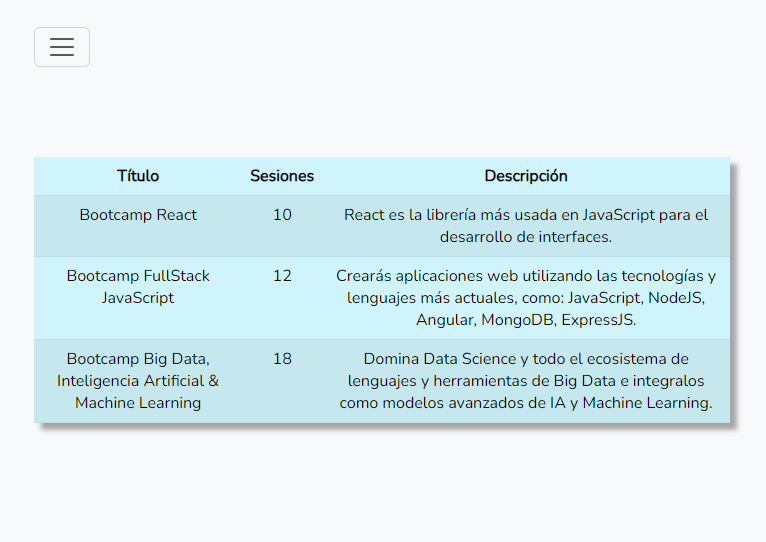 Título Sesiones Descripción
Bootcamp React 10 React es la librería más usada en JavaScript para el
desarrollo de interfaces.
Bootcamp FullStack 12 Crearás aplicaciones web utilizando las tecnologías y
JavaScript lenguajes más actuales, como: JavaScript, NodeJS,
Angular, MongoDB, ExpressJS.
Bootcamp Big Data, 18 Domina Data Science y todo el ecosistema de
Inteligencia Artificial & lenguajes y herramientas de Big Data e integralos
Machine Learning como modelos avanzados de IA y Machine Learning.